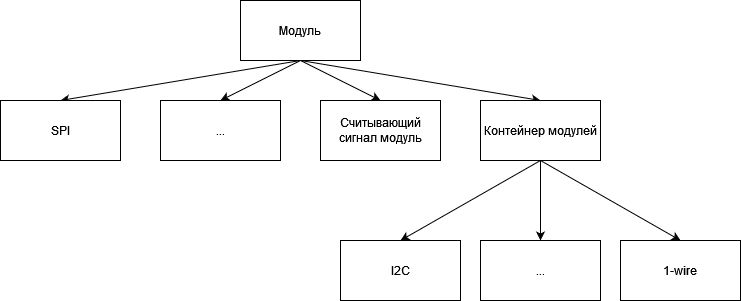 Модуль
SPI
...
Считывающий
сигнал модуль
Контейнер модулей
I2C
...
1-wire